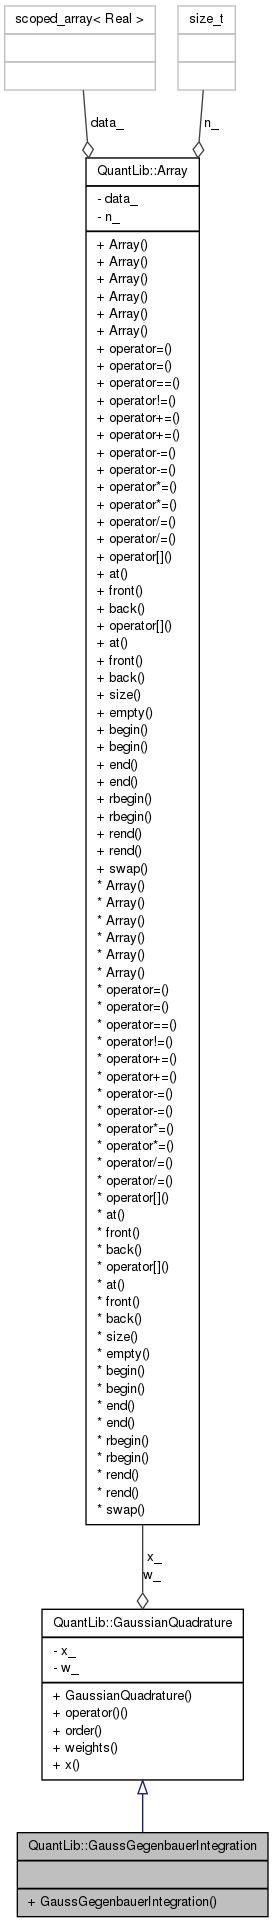 scoped_array< Real >
size_t
data_
n_
QuantLib::Array
- data_
- n_
+ Array()
+ Array()
+ Array()
+ Array()
+ Array()
+ Array()
+ operator=()
+ operator=()
+ operator==()
+ operator!=()
+ operator+=()
+ operator+=()
+ operator-=()
+ operator-=()
+ operator*=()
+ operator*=()
+ operator/=()
+ operator/=()
+ operator[]()
+ at()
+ front()
+ back()
+ operator[]()
+ at()
+ front()
+ back()
+ size()
+ empty()
+ begin()
+ begin()
+ end()
+ end()
+ rbegin()
+ rbegin()
+ rend()
+ rend()
+ swap()
* Array()
* Array()
* Array()
* Array()
* Array()
* Array()
* operator=()
* operator=()
* operator==()
* operator!=()
* operator+=()
* operator+=()
* operator-=()
* operator-=()
* operator*=()
* operator*=()
* operator/=()
* operator/=()
* operator[]()
* at()
* front()
* back()
* operator[]()
* at()
* front()
* back()
* size()
* empty()
* begin()
* begin()
* end()
* end()
* rbegin()
* rbegin()
* rend()
* rend()
* swap()
x_
w_
QuantLib::GaussianQuadrature
- x_
- w_
+ GaussianQuadrature()
+ operator()()
+ order()
+ weights()
+ x()
QuantLib::GaussGegenbauerIntegration
+ GaussGegenbauerIntegration()